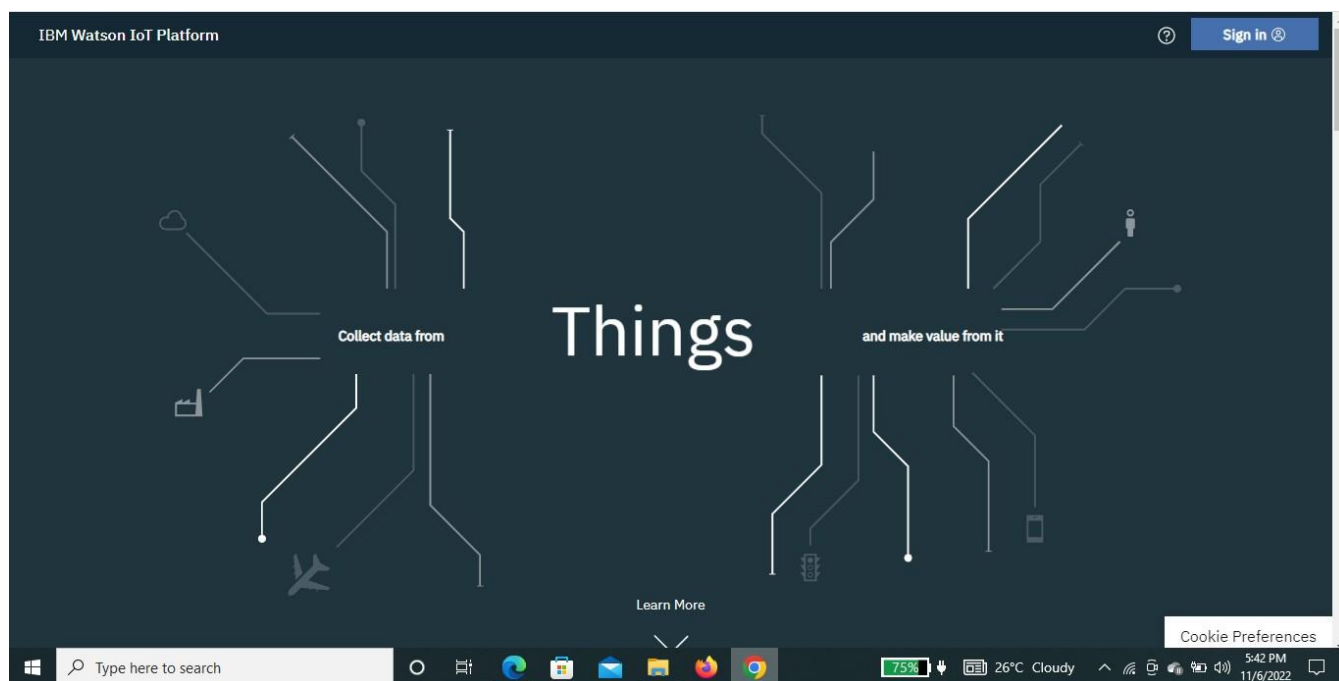 IBM Watson IoT Platform
Sign in
Collect data from
Things
and make value from it
Learn More
Cookie Preferences
Type here to search
75%
26°C Cloudy
5:42 PM
11/6/2022